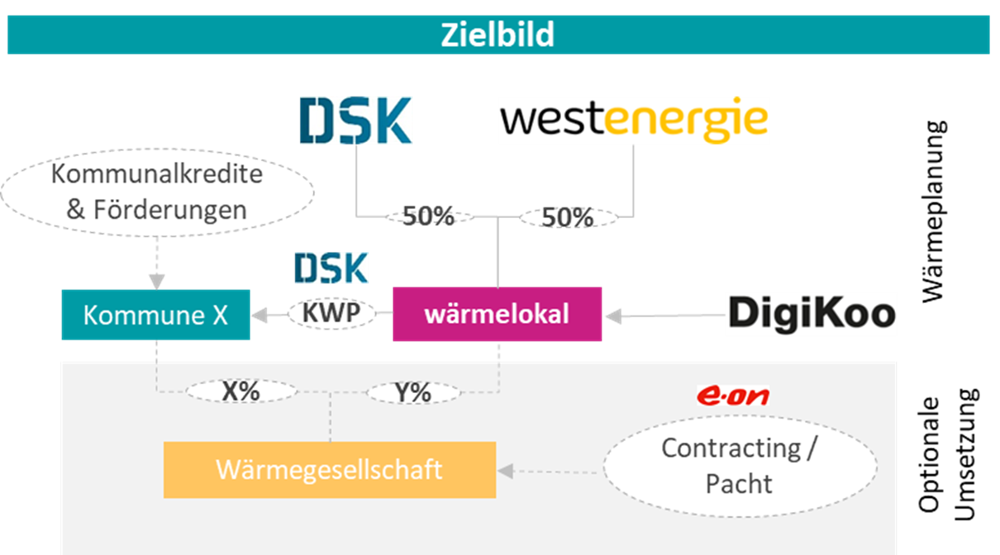 Zielbild
DSK
westenergie
Kommunalkredite
& Förderungen
50%
50%
DSK
Kommune X
KWP
wärmelokal
DigiKoo
Wärmeplanung
X%
Y%
e·on
Wärmegesellschaft
Contracting /
Pacht
Optionale
Umsetzung